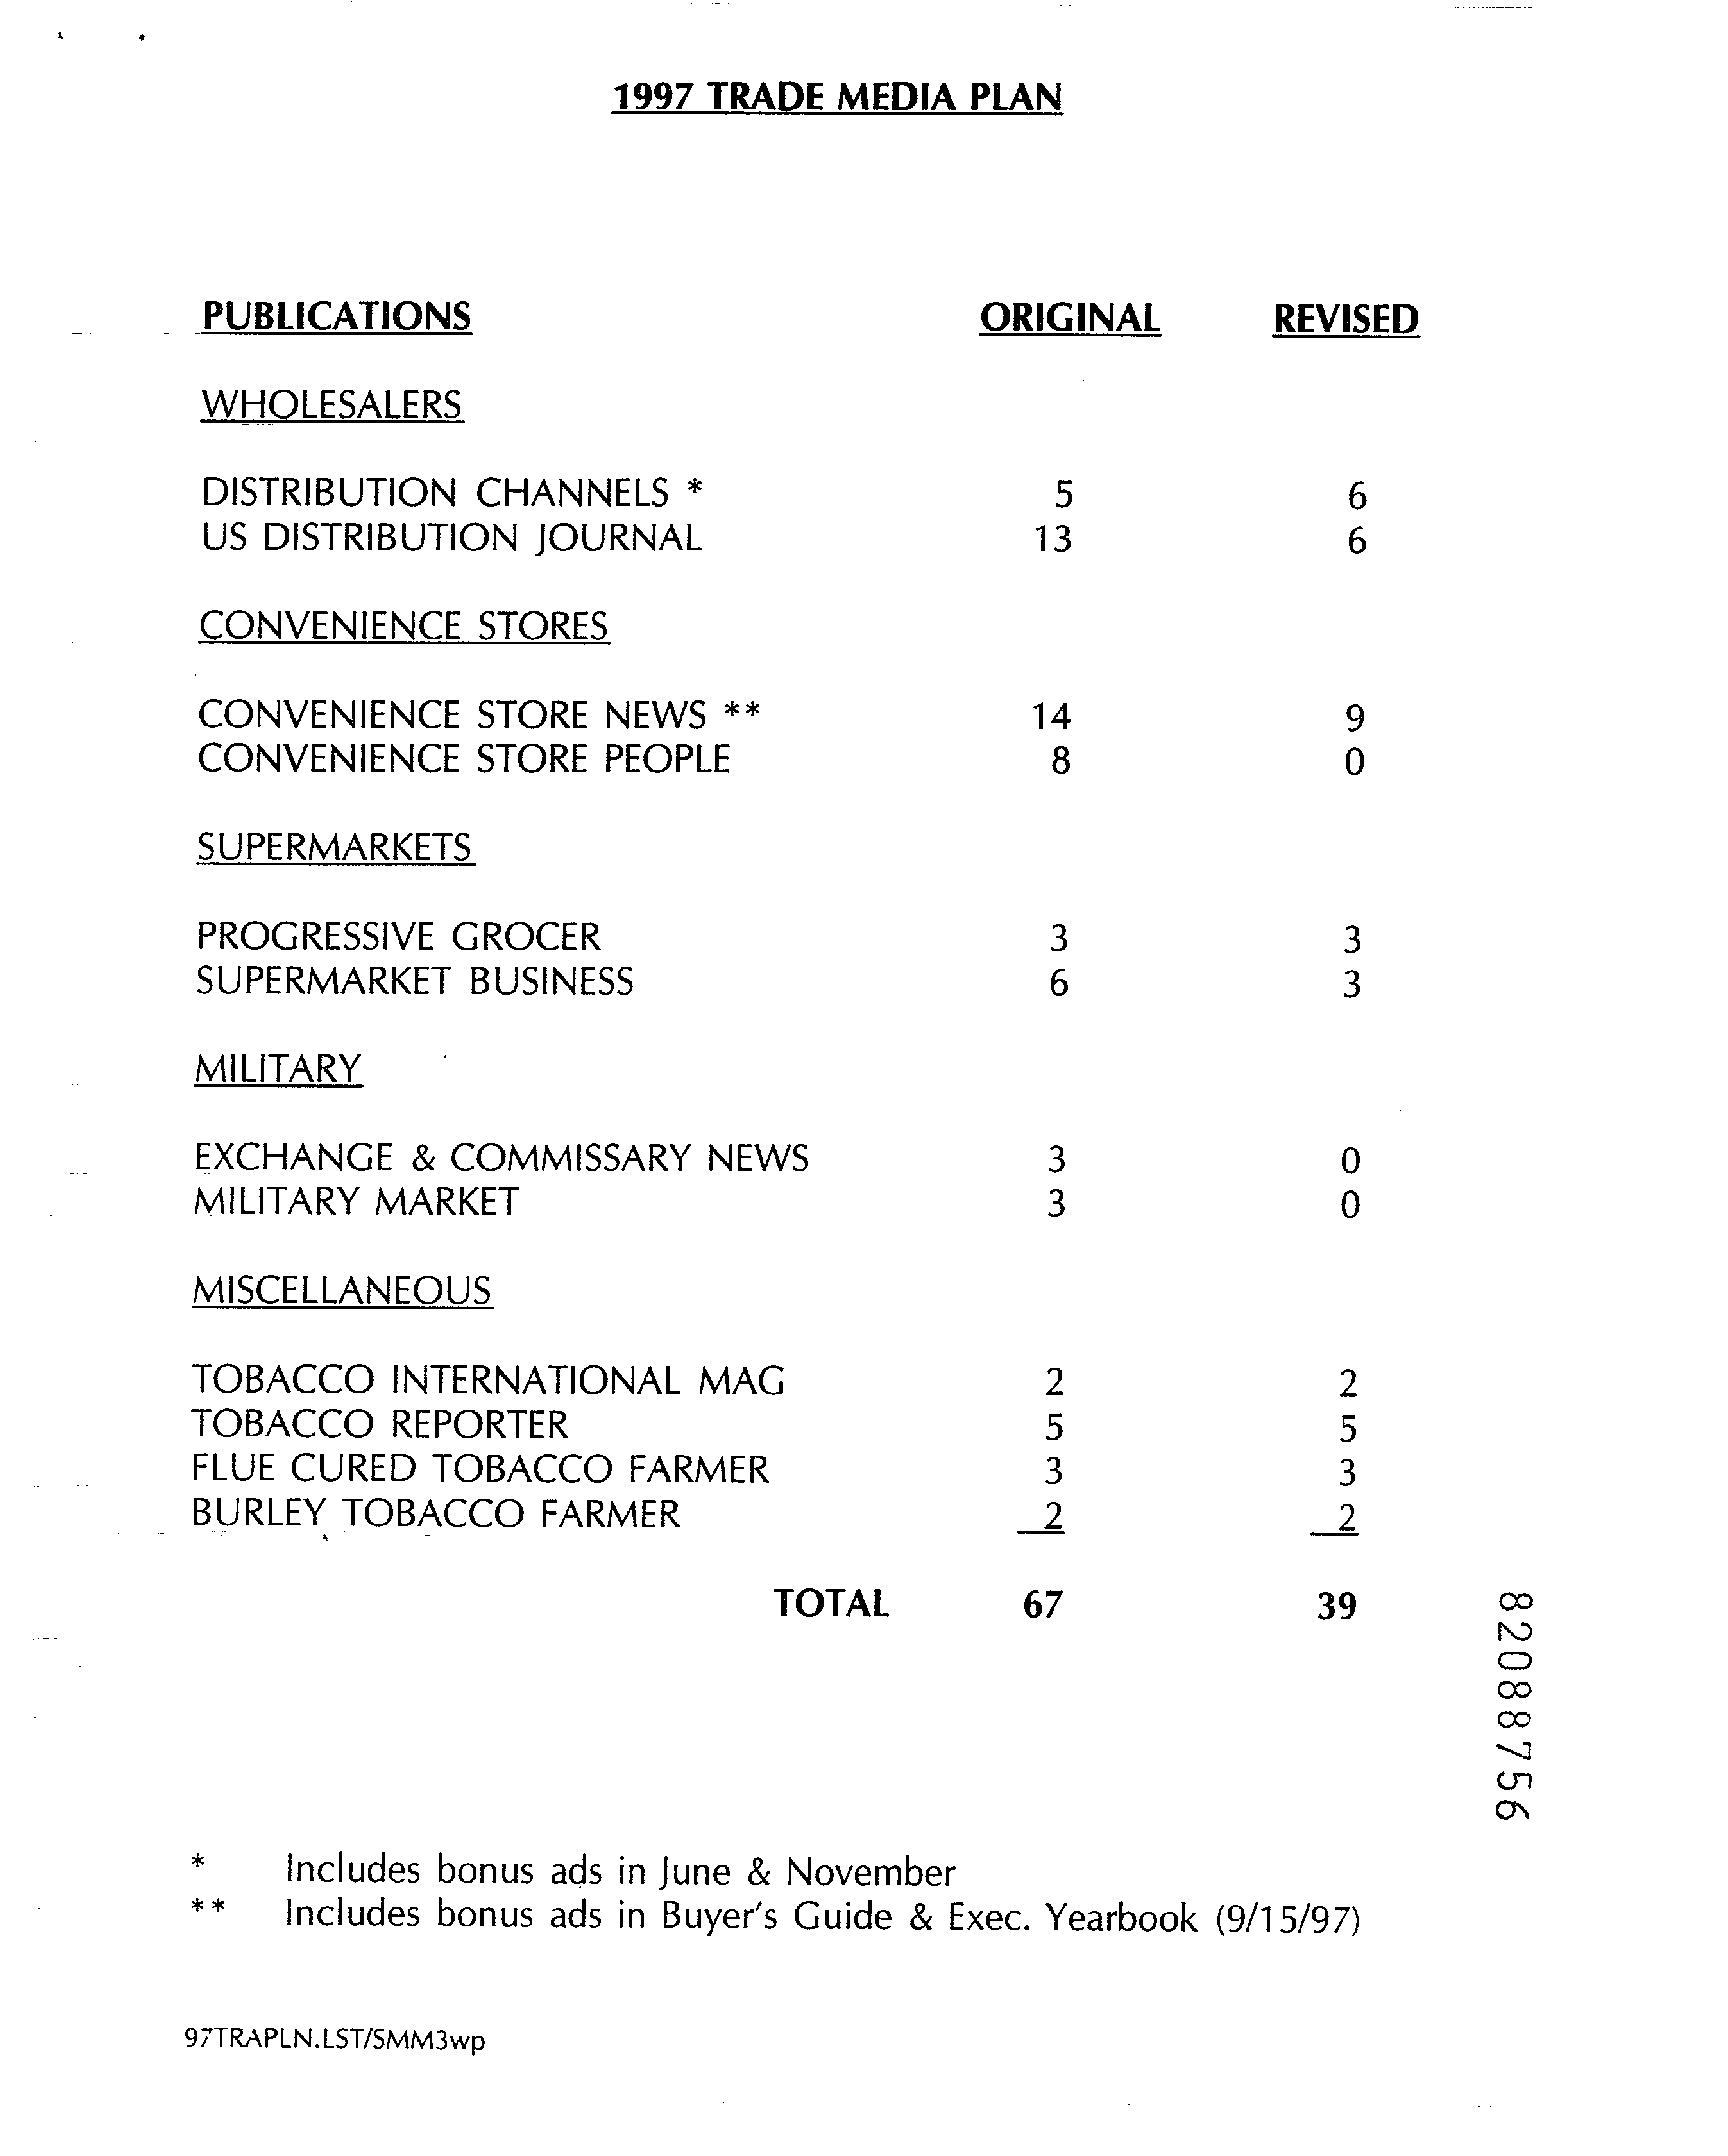 1997 TRADE MEDIA PLAN
PUBLICATIONS ORIGINAL REVISED
WHOLESALERS
DISTRIBUTION CHANNELS * 5 6
US DISTRIBUTION JOURNAL 13 6
CONVENIENCE STORES
CONVENIENCE STORE NEWS ** 14 9
CONVENIENCE STORE PEOPLE 8 0
SUPERMARKETS
PROGRESSIVE GROCER 3 3
SUPERMARKET BUSINESS 6 3
MILITARY
EXCHANGE & COMMISSARY NEWS 3 0
MILITARY MARKET 3 0
MISCELLANEOUS
TOBACCO INTERNATIONAL MAG 2 2
TOBACCO REPORTER 5 5
FLUE CURED TOBACCO FARMER 3 3
BURLEY TOBACCO FARMER 2 2
TOTAL 67 39
82088756
* Includes bonus ads in June & November
** Includes bonus ads in Buyer's Guide & Exec. Yearbook (9/15/97)
97TRAPLN.LST/SMM3wp